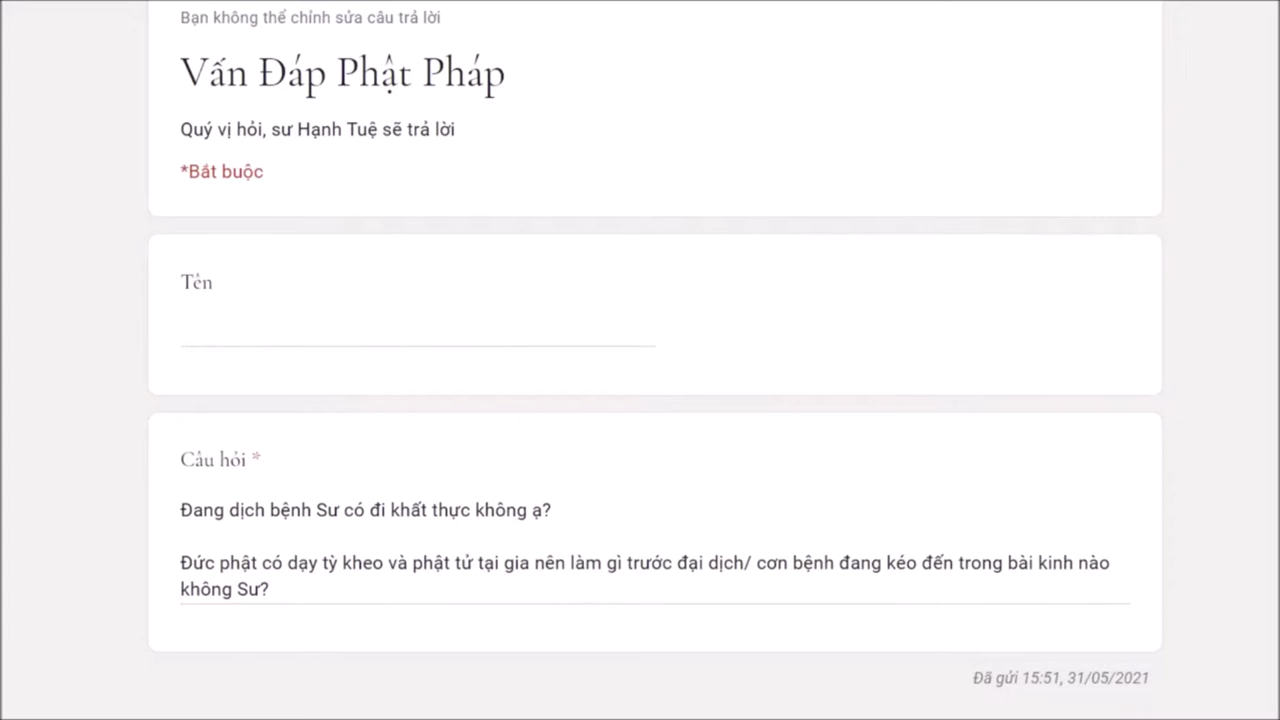 Bạn không thể chỉnh sửa câu trả lời
Vấn Đáp Phật Pháp
Quý vị hỏi, sư Hạnh Tuệ sẽ trả lời
*Bắt buộc
Tên
Câu hỏi *
Đang dịch bệnh Sư có đi khất thực không ạ?
Đức phật có dạy tỳ kheo và phật tử tại gia nên làm gì trước đại dịch/ cơn bệnh đang kéo đến trong bài kinh nào
không Sư?
Đã gửi 15:51, 31/05/2021